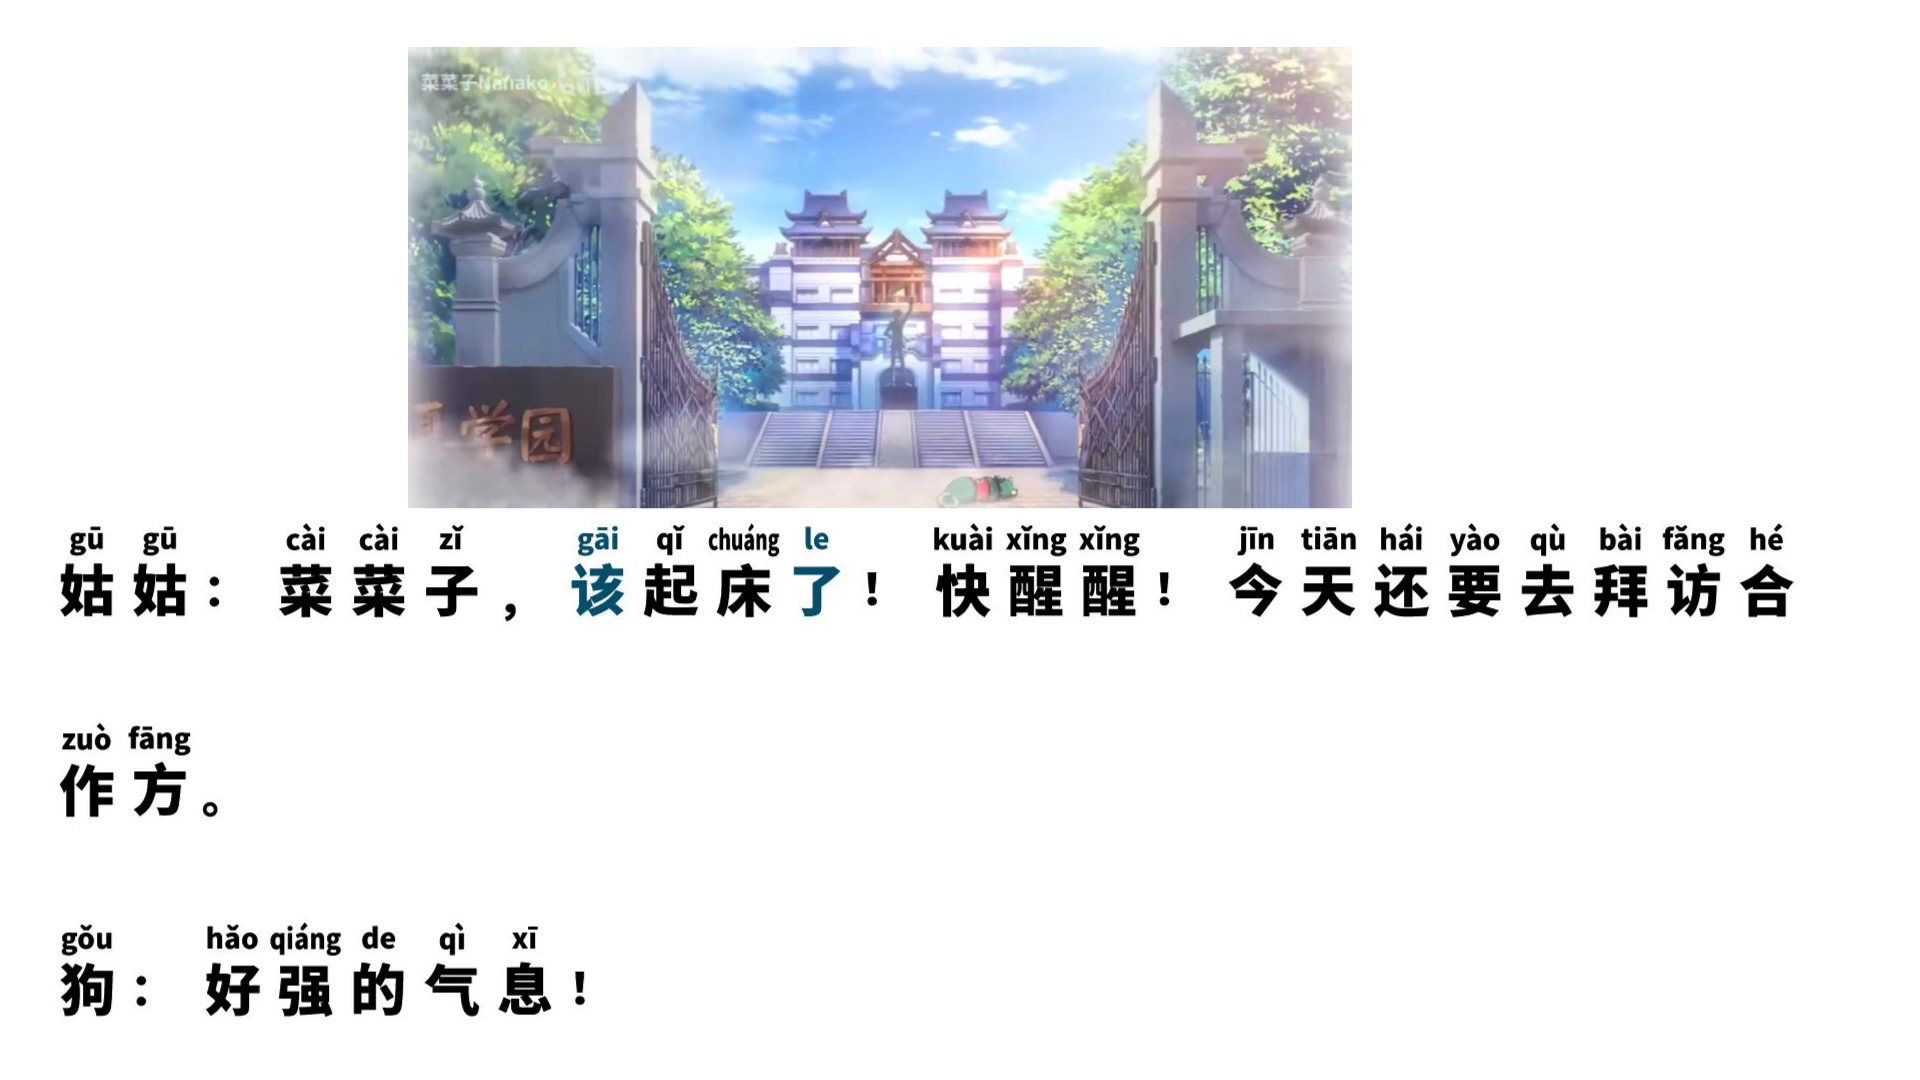 菜菜子Nanako
学园
gū gū cài cài zǐ gāi qǐ chuáng le kuài xǐng xǐng jīn tiān hái yào qù bài fǎng hé
姑姑：菜菜子，该起床了！快醒醒！今天还要去拜访合
zuò fāng
作方。
gǒu hǎo qiáng de qì xī
狗：好强的气息！